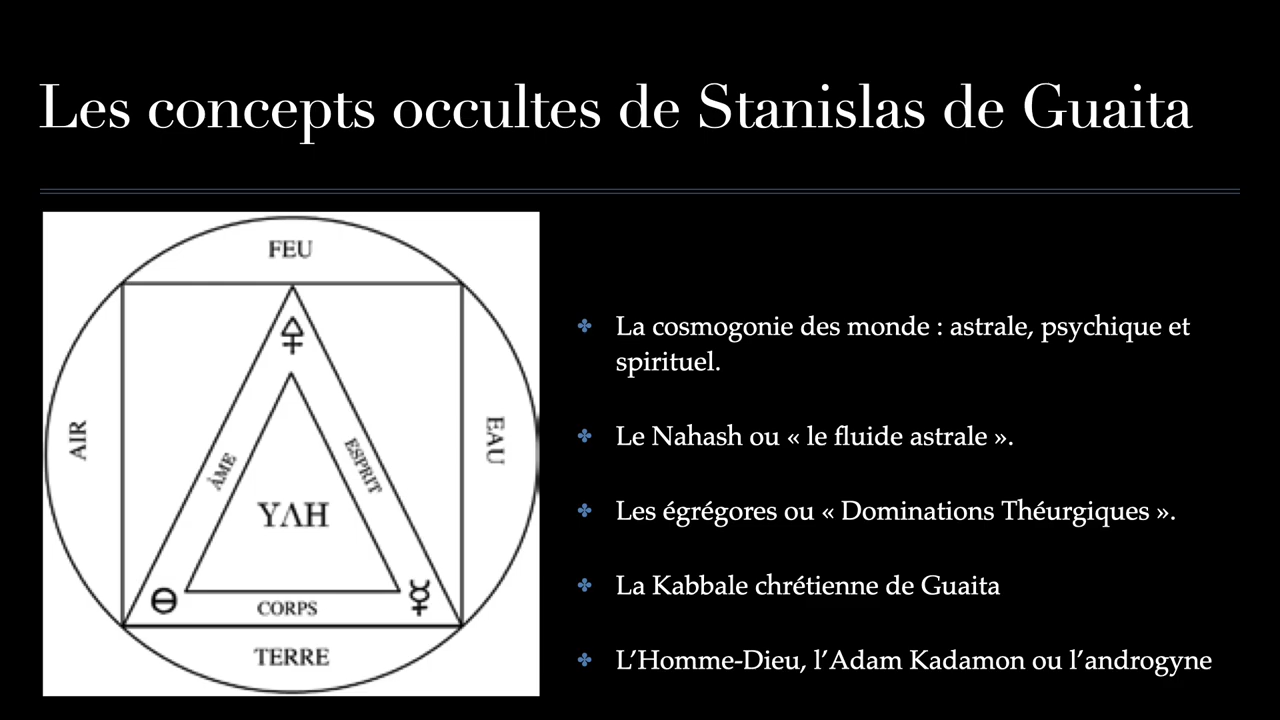 Les concepts occultes de Stanislas de Guaita
FEU
AIR
EAU
ÂME
ESPRIT
ΥΛΗ
CORPS
TERRE
La cosmogonie des monde : astrale, psychique et
spirituel.
Le Nahash ou « le fluide astrale ».
Les égrégores ou « Dominations Théurgiques ».
La Kabbale chrétienne de Guaita
L’Homme-Dieu, l’Adam Kadamon ou l’androgyne